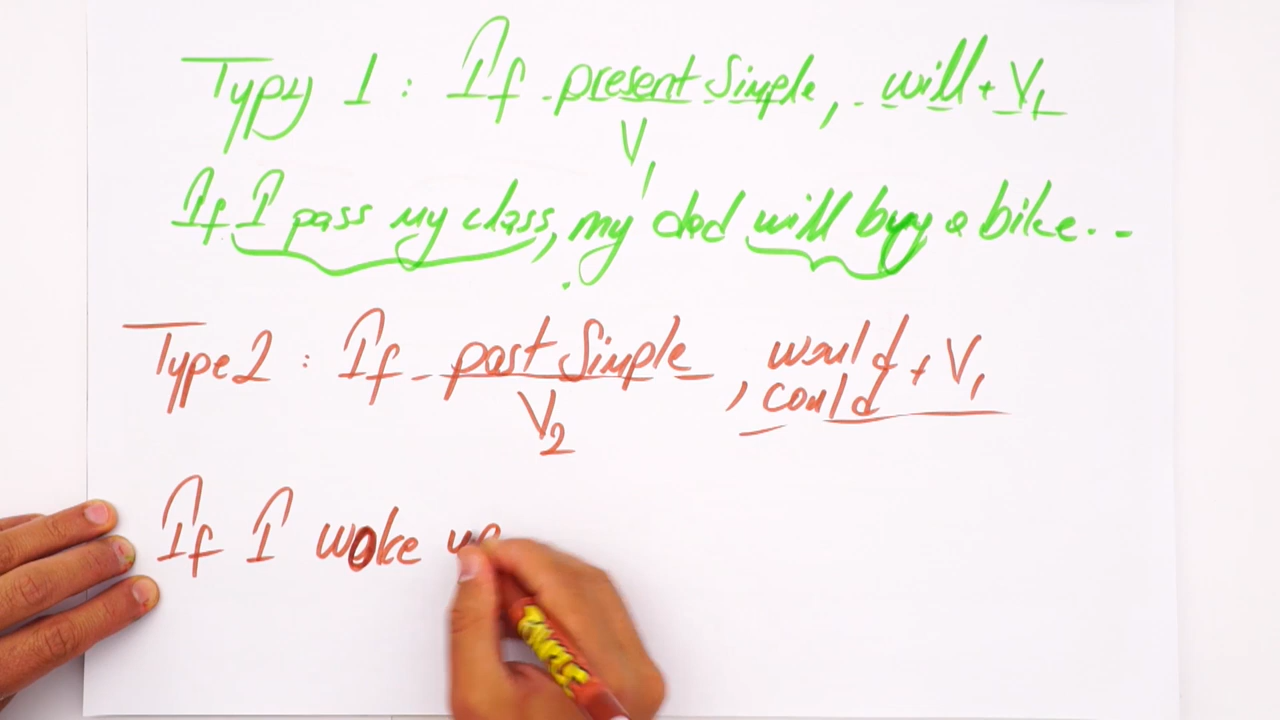 Typy 1 : If present Simple, will + V1
V1
If I pass my class, my dad will buy a bike..
Type 2 : If past Simple, would + V1
could
V2
If I woke up